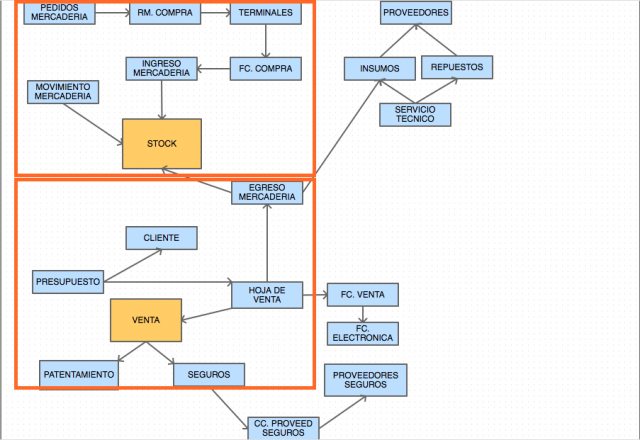 PEDIDOS
MERCADERIA
RM. COMPRA
TERMINALES
PROVEEDORES
INGRESO
MERCADERIA
FC. COMPRA
INSUMOS
REPUESTOS
MOVIMIENTO
MERCADERIA
SERVICIO
TECNICO
STOCK
EGRESO
MERCADERIA
CLIENTE
PRESUPUESTO
HOJA DE
VENTA
FC. VENTA
VENTA
FC.
ELECTRONICA
PATENTAMIENTO
SEGUROS
PROVEEDORES
SEGUROS
CC. PROVEED
SEGUROS